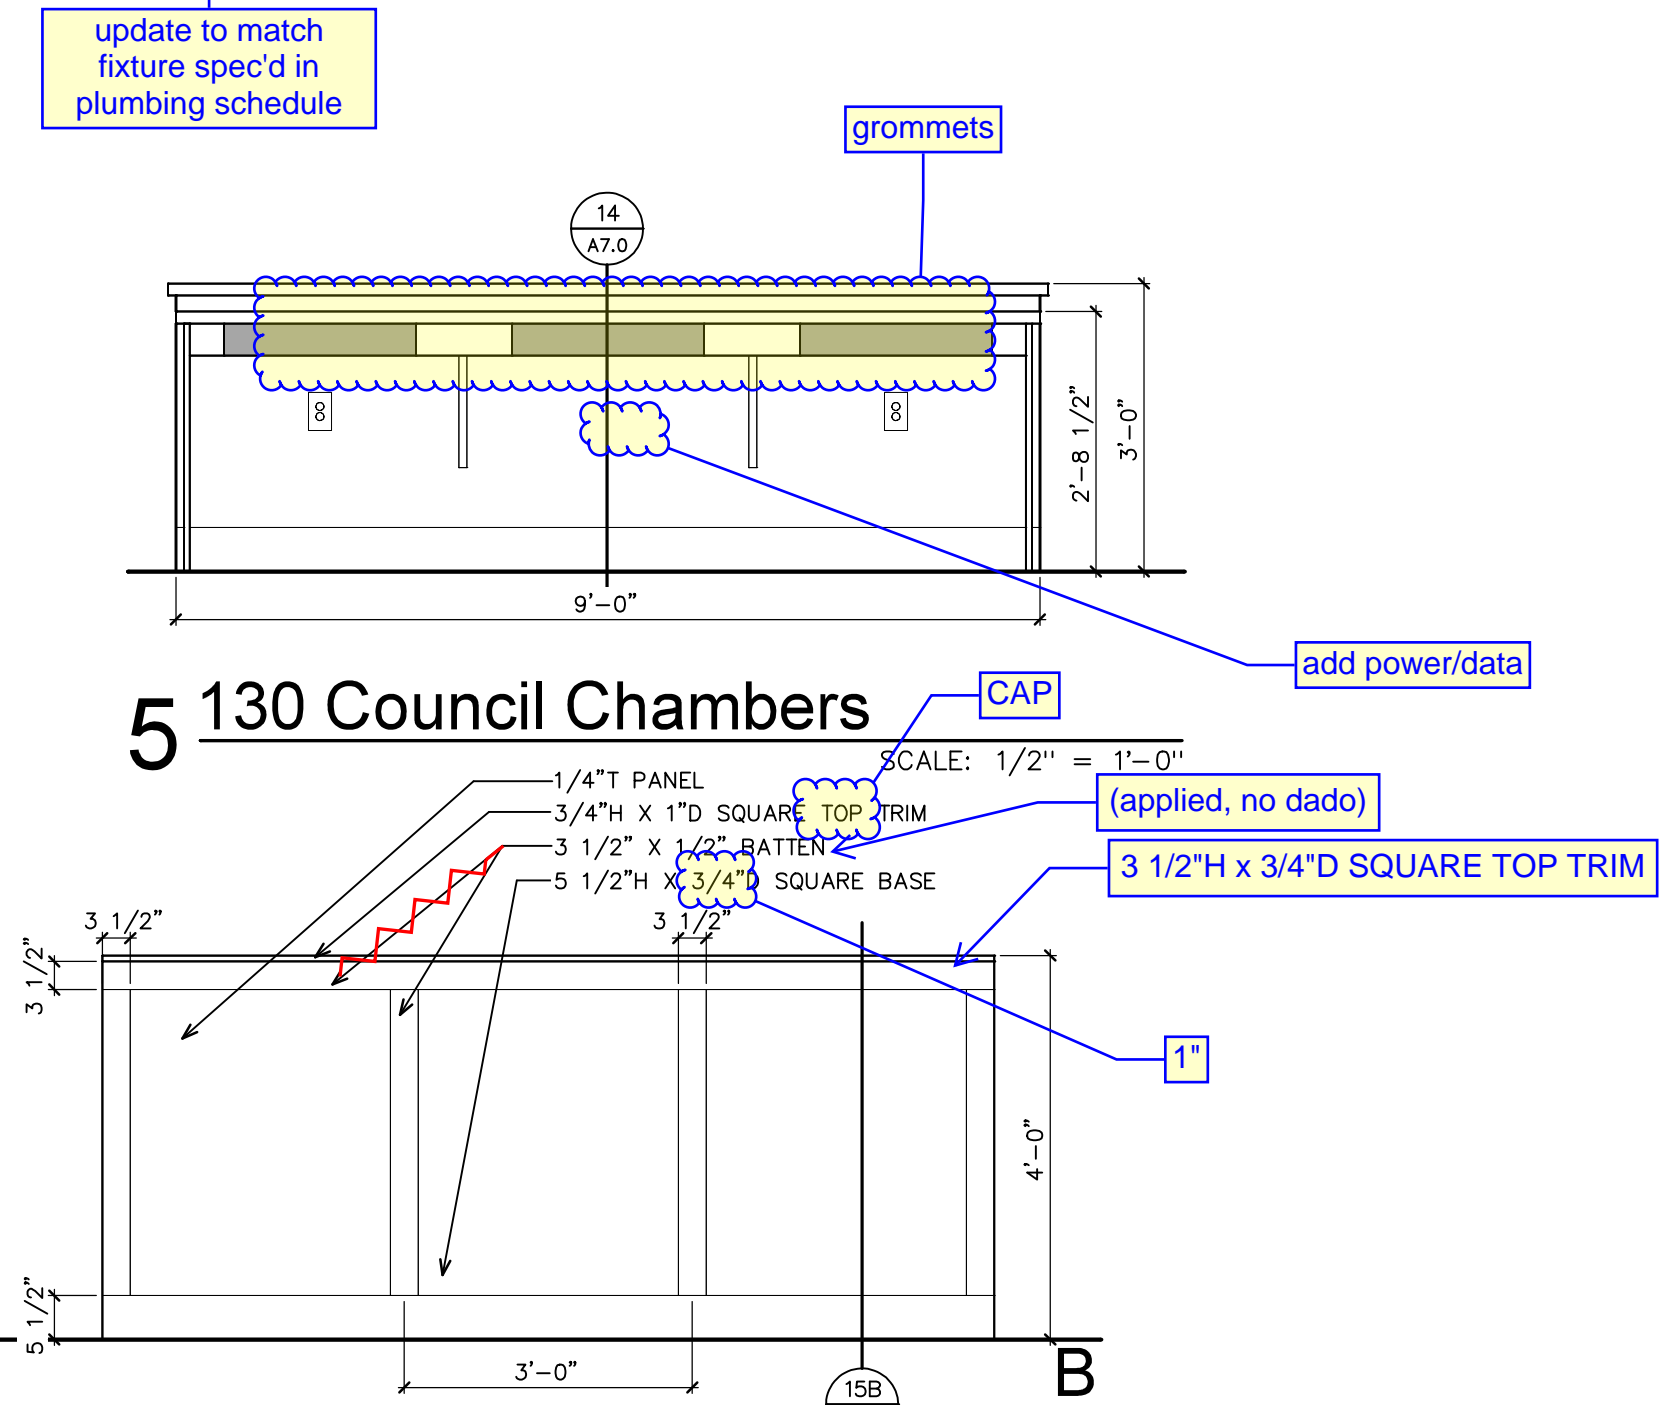 update to match
fixture spec'd in
plumbing schedule
grommets
14
A7.0
2'-8 1/2"
3'-0"
9'-0"
add power/data
5 130 Council Chambers
CAP
SCALE: 1/2" = 1'-0"
1/4"T PANEL
(applied, no dado)
3/4"H X 1"D SQUARE TOP TRIM
3 1/2" X 1/2" BATTEN
3 1/2"H x 3/4"D SQUARE TOP TRIM
5 1/2"H X 3/4"D SQUARE BASE
3 1/2"
3 1/2"
3 1/2"
1"
4'-0"
5 1/2"
3'-0"
15B
B